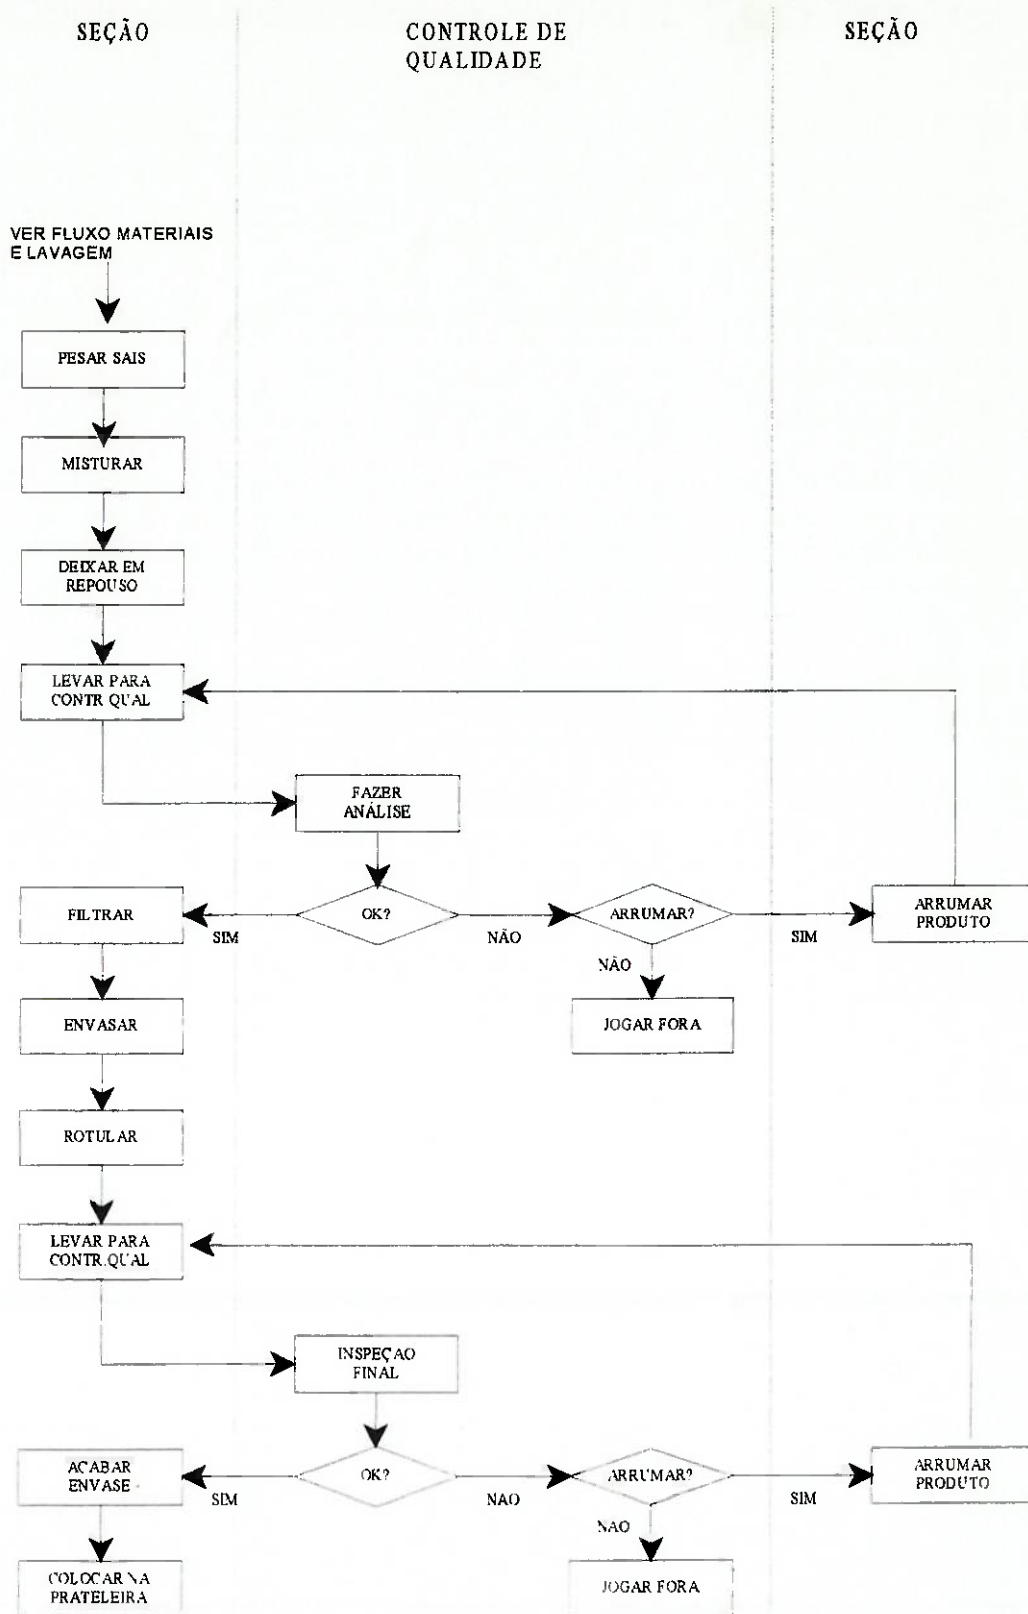 SEÇÃO
CONTROLE DE
QUALIDADE
SEÇÃO
VER FLUXO MATERIAIS
E LAVAGEM
PESAR SAIS
MISTURAR
DEIXAR EM
REPOUSO
LEVAR PARA
CONTR QUAL
FAZER
ANÁLISE
FILTRAR
SIM
OK?
NÃO
ARRUMAR?
SIM
ARRUMAR
PRODUTO
NÃO
ENVASAR
JOGAR FORA
ROTULAR
LEVAR PARA
CONTR.QUAL
INSPEÇAO
FINAL
ACABAR
ENVASE
SIM
OK?
NAO
ARRUMAR?
SIM
ARRUMAR
PRODUTO
NAO
COLOCAR NA
PRATELEIRA
JOGAR FORA